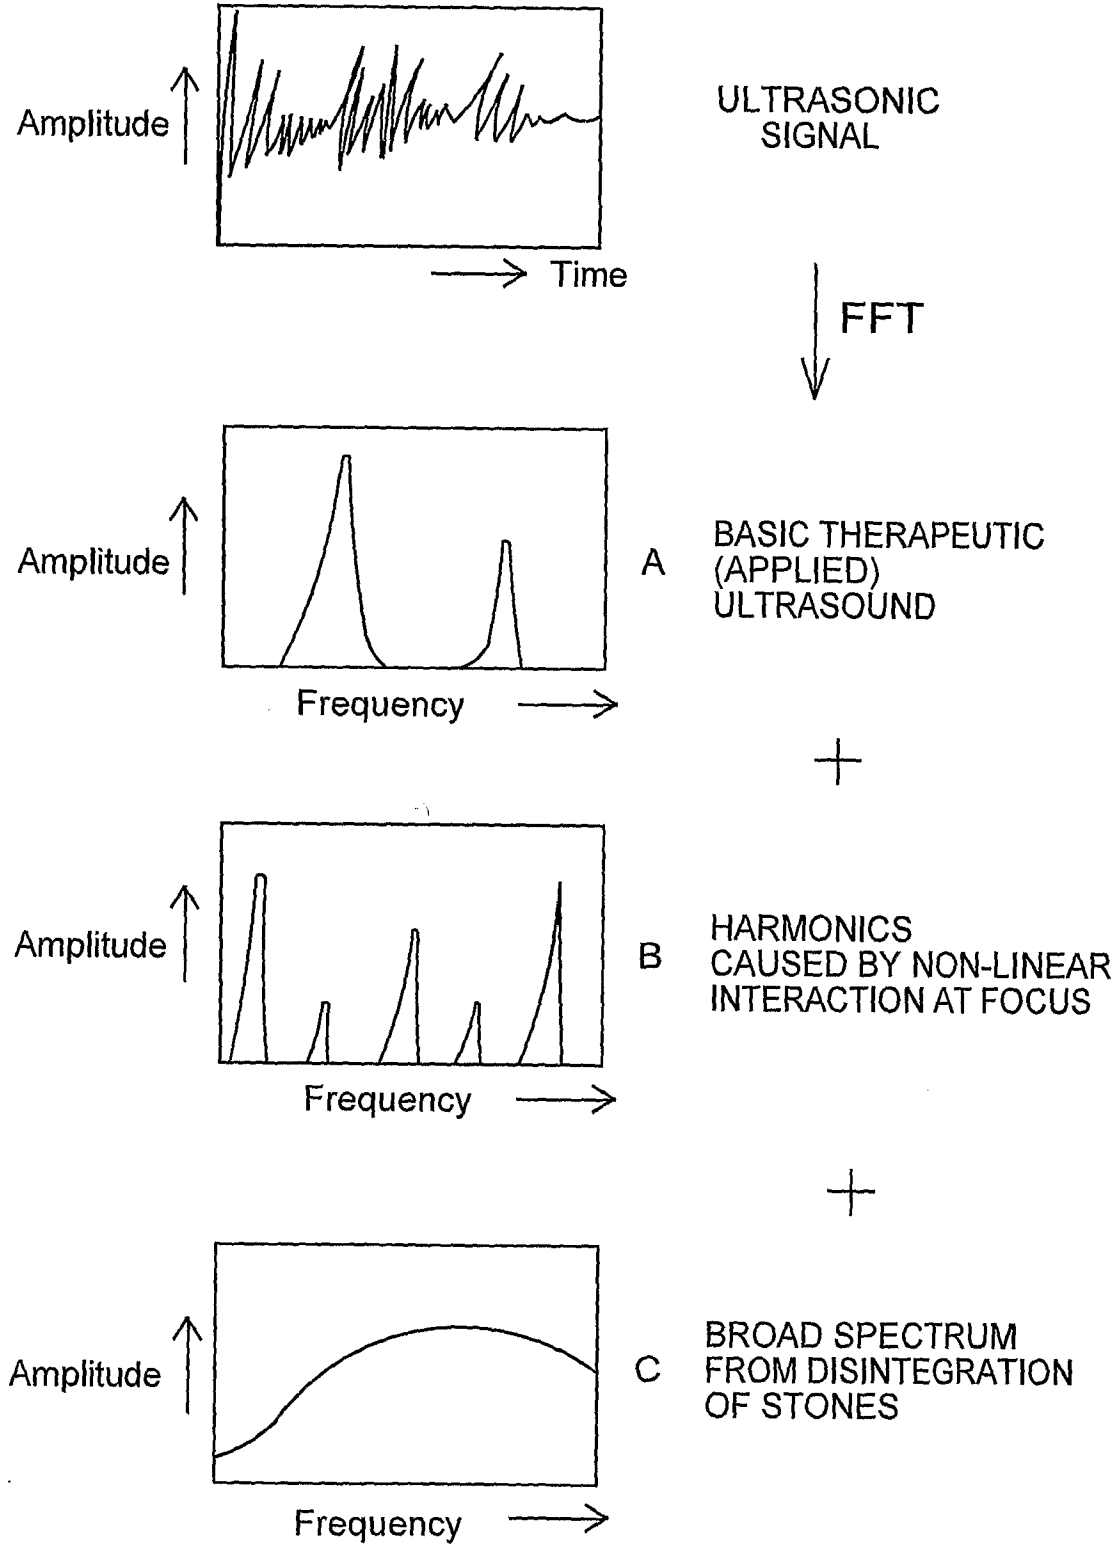 Amplitude
ULTRASONIC
SIGNAL
Time
FFT
Amplitude
A
BASIC THERAPEUTIC
(APPLIED)
ULTRASOUND
Frequency
+
Amplitude
B
HARMONICS
CAUSED BY NON-LINEAR
INTERACTION AT FOCUS
Frequency
+
Amplitude
C
BROAD SPECTRUM
FROM DISINTEGRATION
OF STONES
Frequency